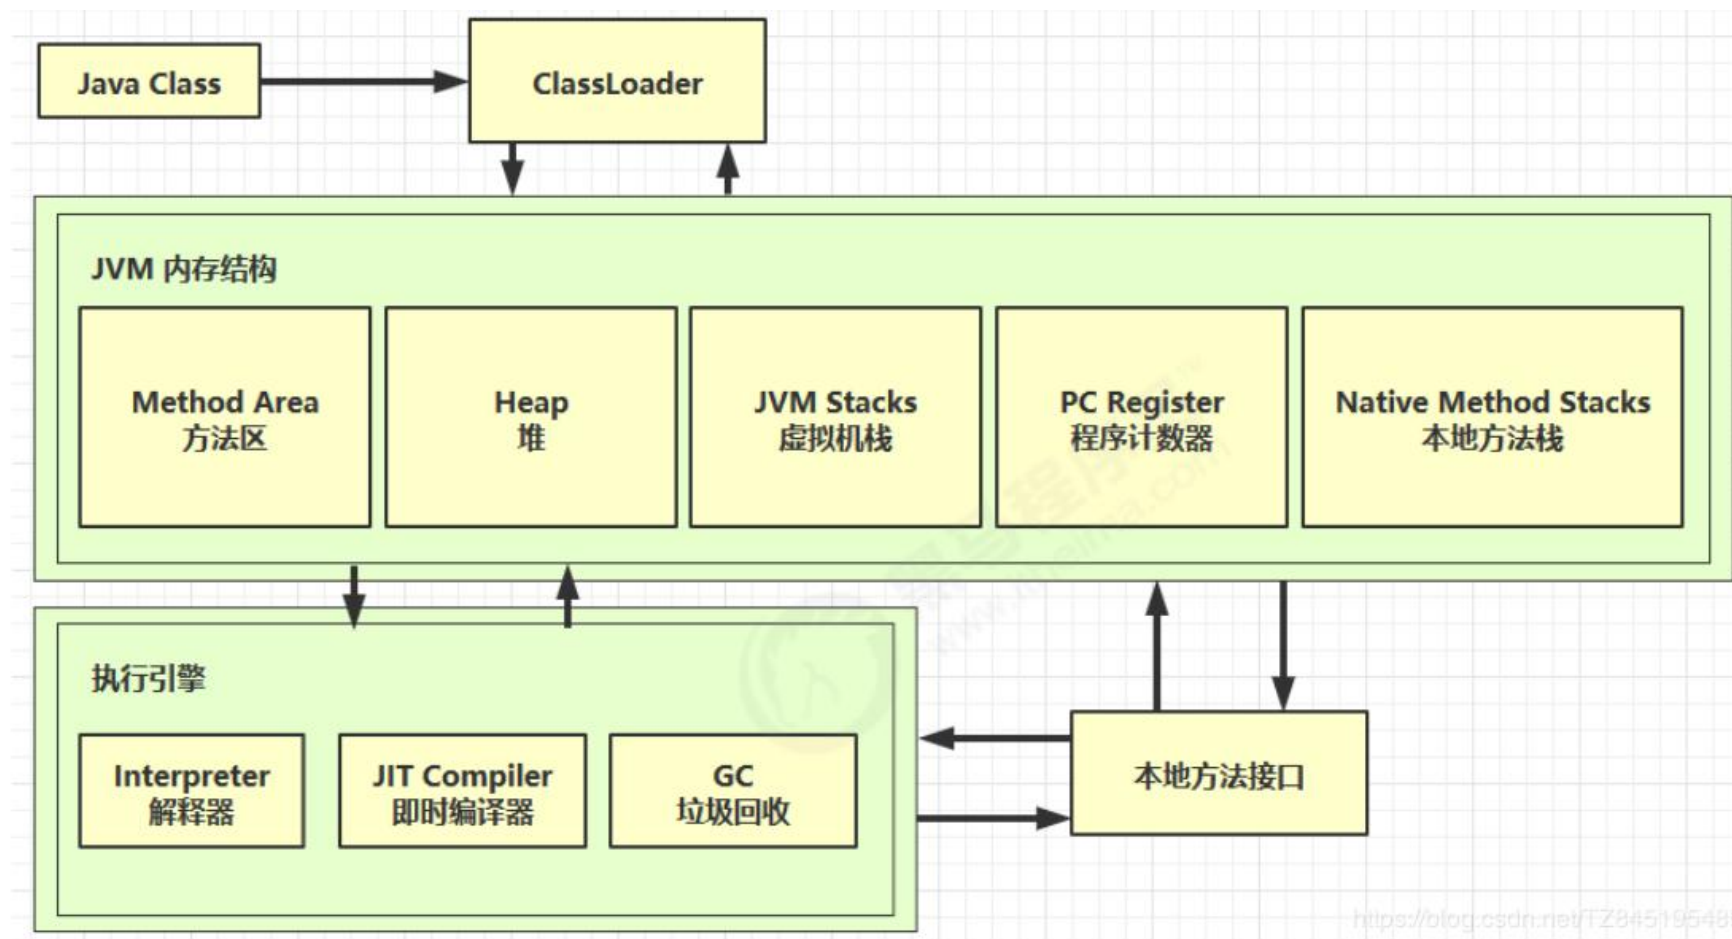 Java Class
ClassLoader
JVM 内存结构
Method Area
方法区
Heap
堆
JVM Stacks
虚拟机栈
PC Register
程序计数器
Native Method Stacks
本地方法栈
执行引擎
Interpreter
解释器
JIT Compiler
即时编译器
GC
垃圾回收
本地方法接口